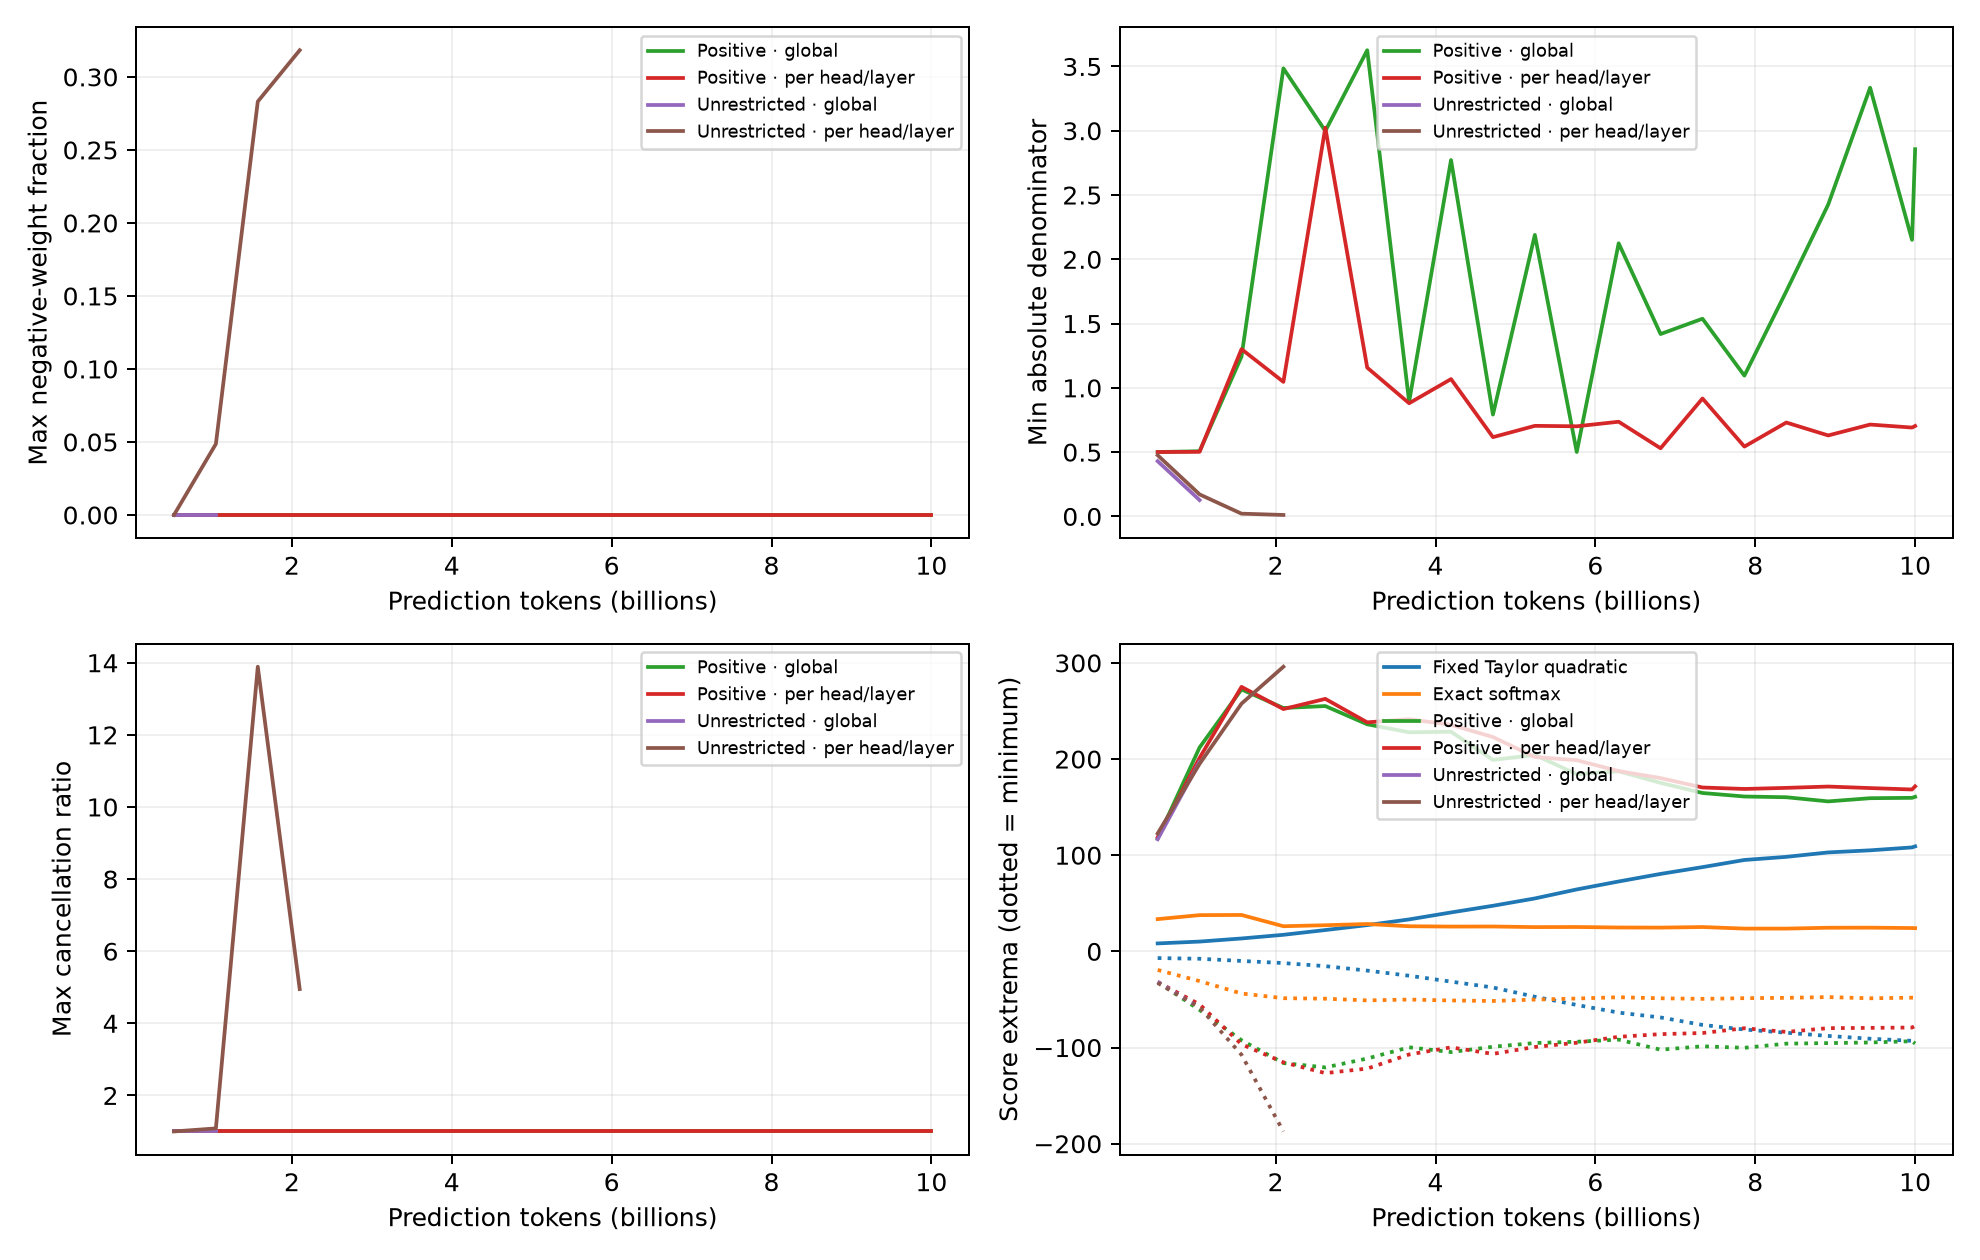 Max negative-weight fraction
0.30
0.25
0.20
0.15
0.10
0.05
0.00
Positive · global
Positive · per head/layer
Unrestricted · global
Unrestricted · per head/layer
2
4
6
8
10
Prediction tokens (billions)
Min absolute denominator
3.5
3.0
2.5
2.0
1.5
1.0
0.5
0.0
Positive · global
Positive · per head/layer
Unrestricted · global
Unrestricted · per head/layer
2
4
6
8
10
Prediction tokens (billions)
Max cancellation ratio
14
12
10
8
6
4
2
Positive · global
Positive · per head/layer
Unrestricted · global
Unrestricted · per head/layer
2
4
6
8
10
Prediction tokens (billions)
Score extrema (dotted = minimum)
300
200
100
0
−100
−200
Fixed Taylor quadratic
Exact softmax
Positive · global
Positive · per head/layer
Unrestricted · global
Unrestricted · per head/layer
2
4
6
8
10
Prediction tokens (billions)